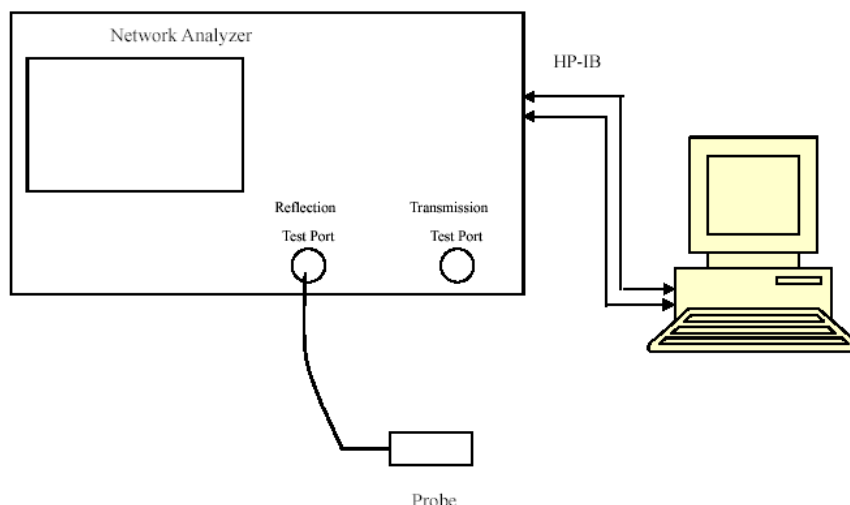 Network Analyzer
HP-IB
Reflection
Test Port
Transmission
Test Port
Probe